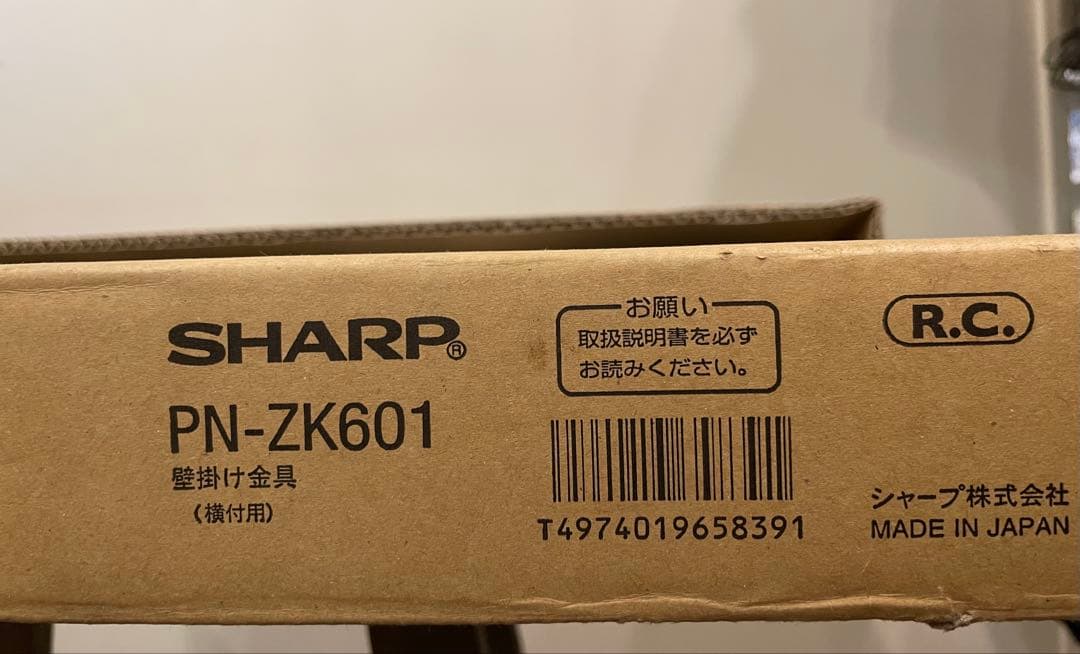 SHARP®
PN-ZK601
壁掛け金具
(横付用)
お願い
取扱説明書を必ず
お読みください。
T4974019658391
R.C.
シャープ株式会社
MADE IN JAPAN